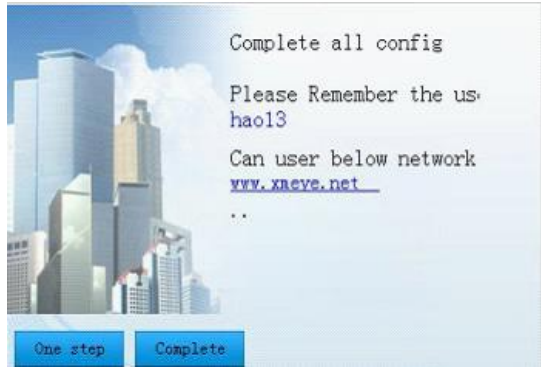 Complete all config
Please Remember the us
hao13
Can user below network
www.xmeye.net
..
One step
Complete